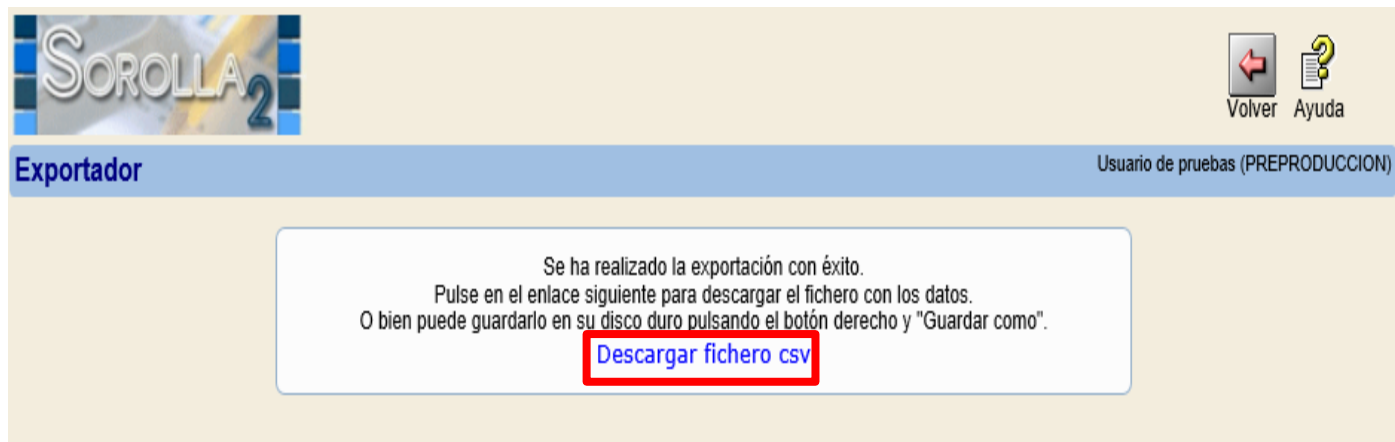 SOROLLA2
Volver Ayuda
Exportador
Usuario de pruebas (PREPRODUCCION)
Se ha realizado la exportación con éxito.
Pulse en el enlace siguiente para descargar el fichero con los datos.
O bien puede guardarlo en su disco duro pulsando el botón derecho y "Guardar como".
Descargar fichero csv